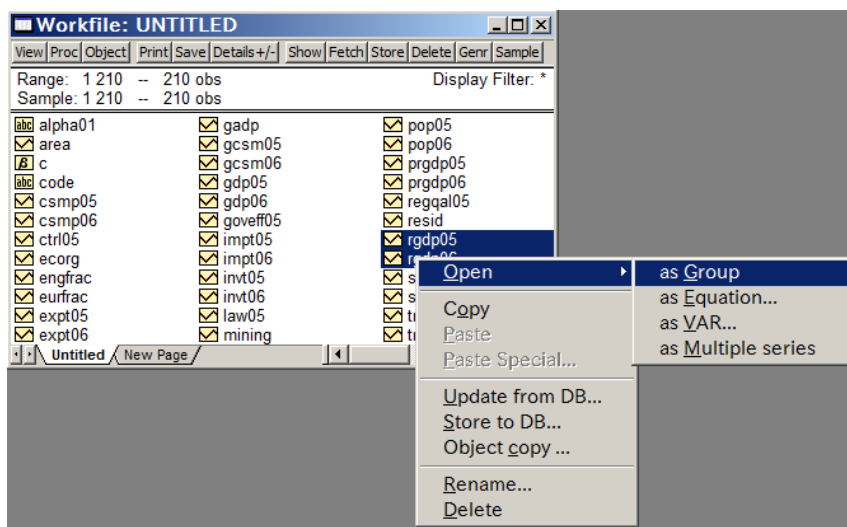 Workfile: UNTITLED
View Proc Object Print Save Details+/- Show Fetch Store Delete Genr Sample
Range: 1 210 -- 210 obs Display Filter: *
Sample: 1 210 -- 210 obs
alpha01 gadp pop05
area gcsm05 pop06
c gcsm06 prgdp05
code gdp05 prgdp06
csmp05 gdp06 regqal05
csmp06 goveff05 resid
ctrl05 impt05 rgdp05
ecorg impt06
engfrac invt05
eurfrac invt06
expt05 law05
expt06 mining
Untitled New Page
Open
Copy
Paste
Paste Special...
Update from DB...
Store to DB...
Object copy ...
Rename...
Delete
as Group
as Equation...
as VAR...
as Multiple series